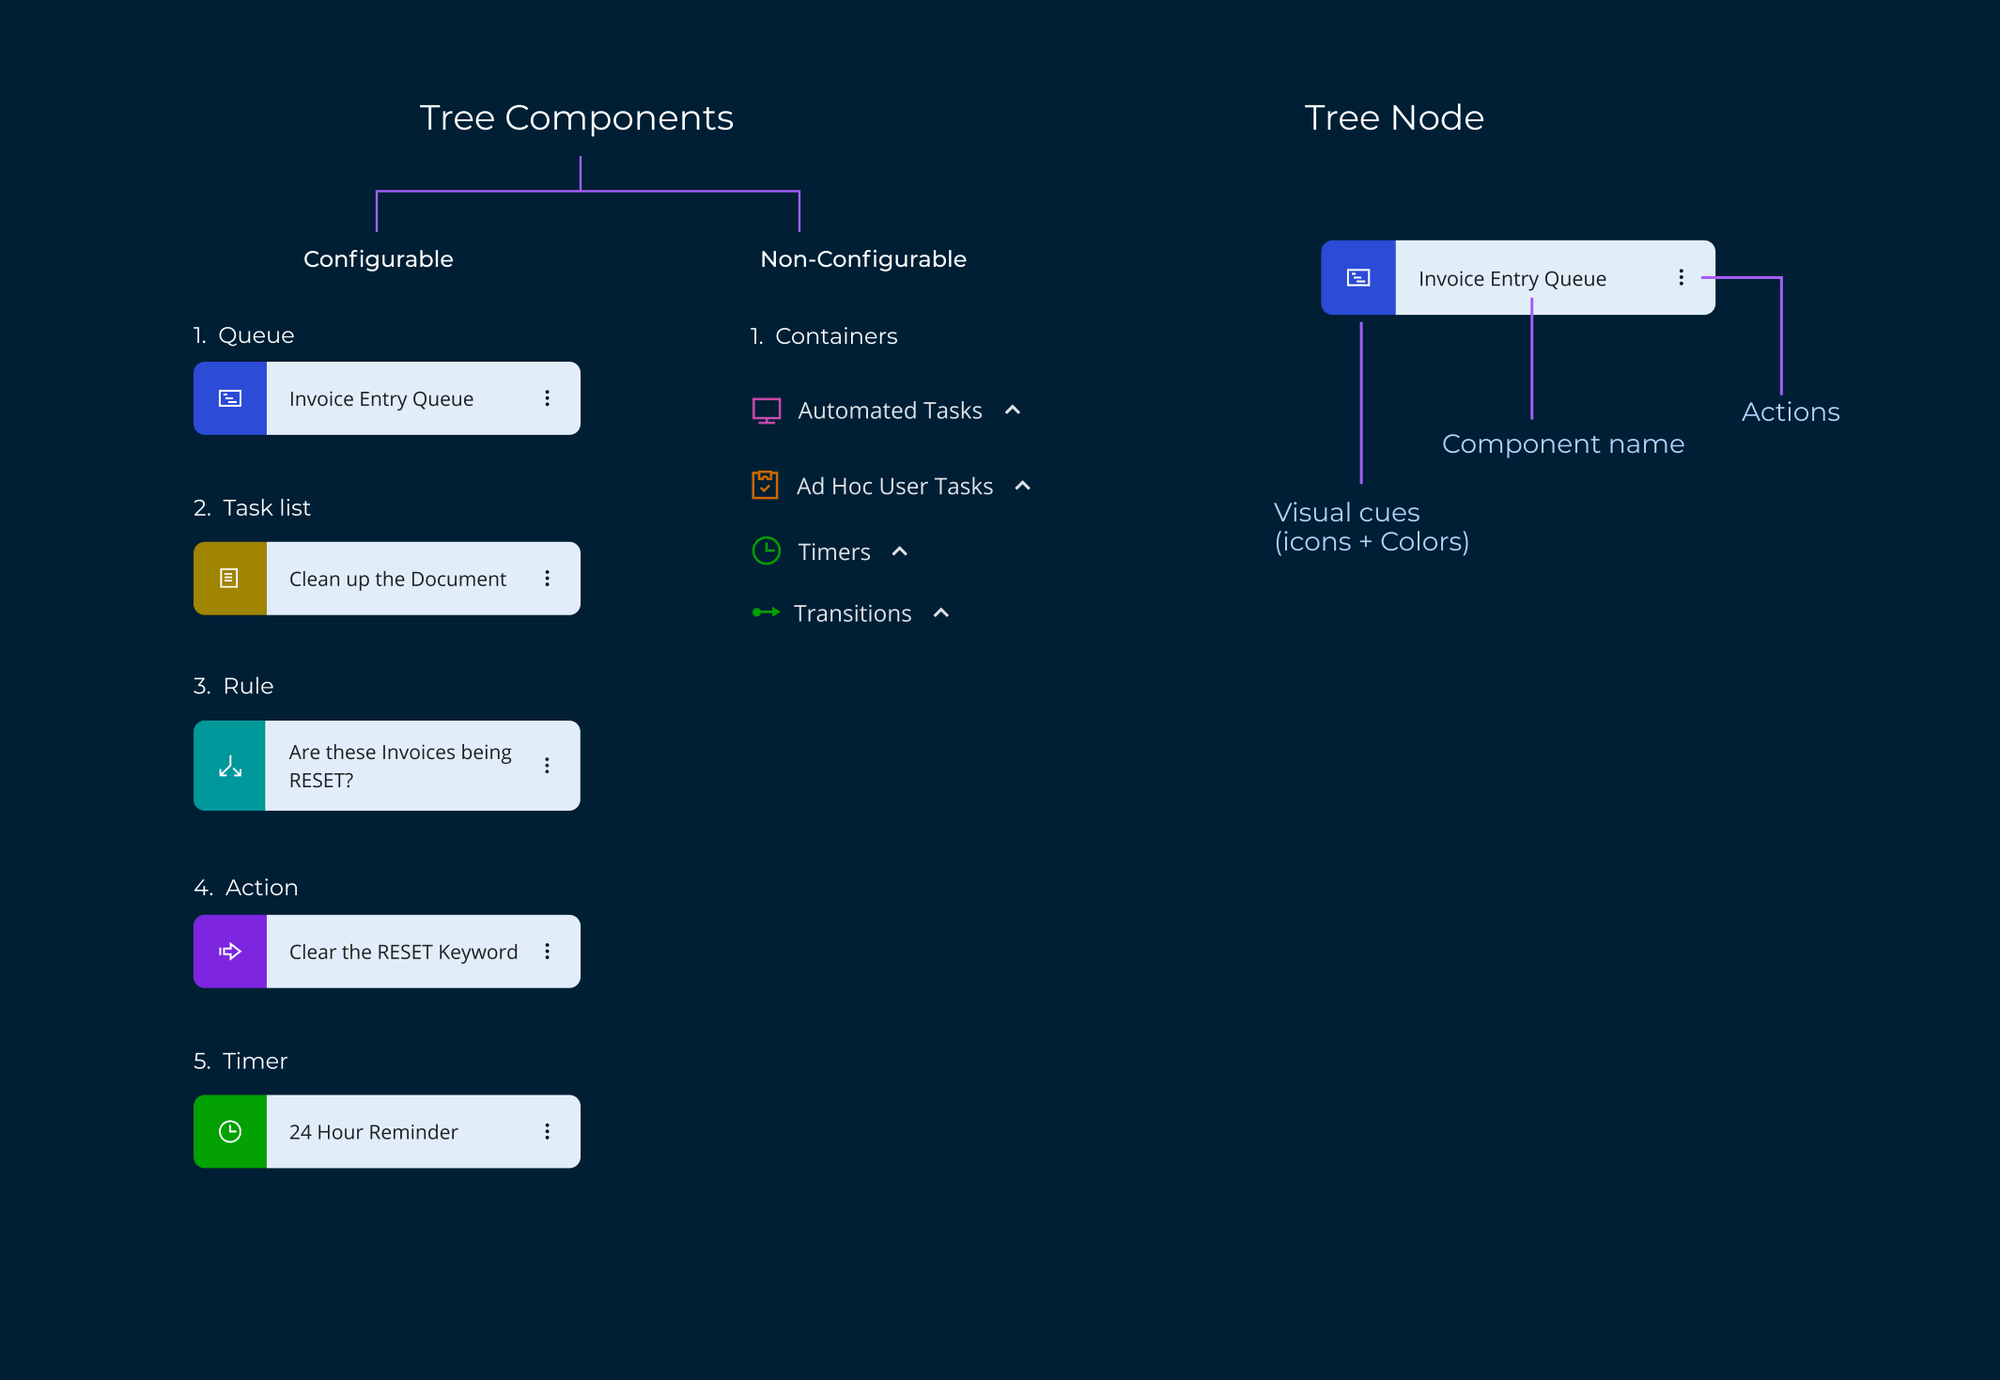 Tree Components
Configurable
1. Queue
Invoice Entry Queue
2. Task list
Clean up the Document
3. Rule
Are these Invoices being
RESET?
4. Action
Clear the RESET Keyword
5. Timer
24 Hour Reminder
Non-Configurable
1. Containers
Automated Tasks
Ad Hoc User Tasks
Timers
Transitions
Tree Node
Invoice Entry Queue
Actions
Component name
Visual cues
(icons + Colors)